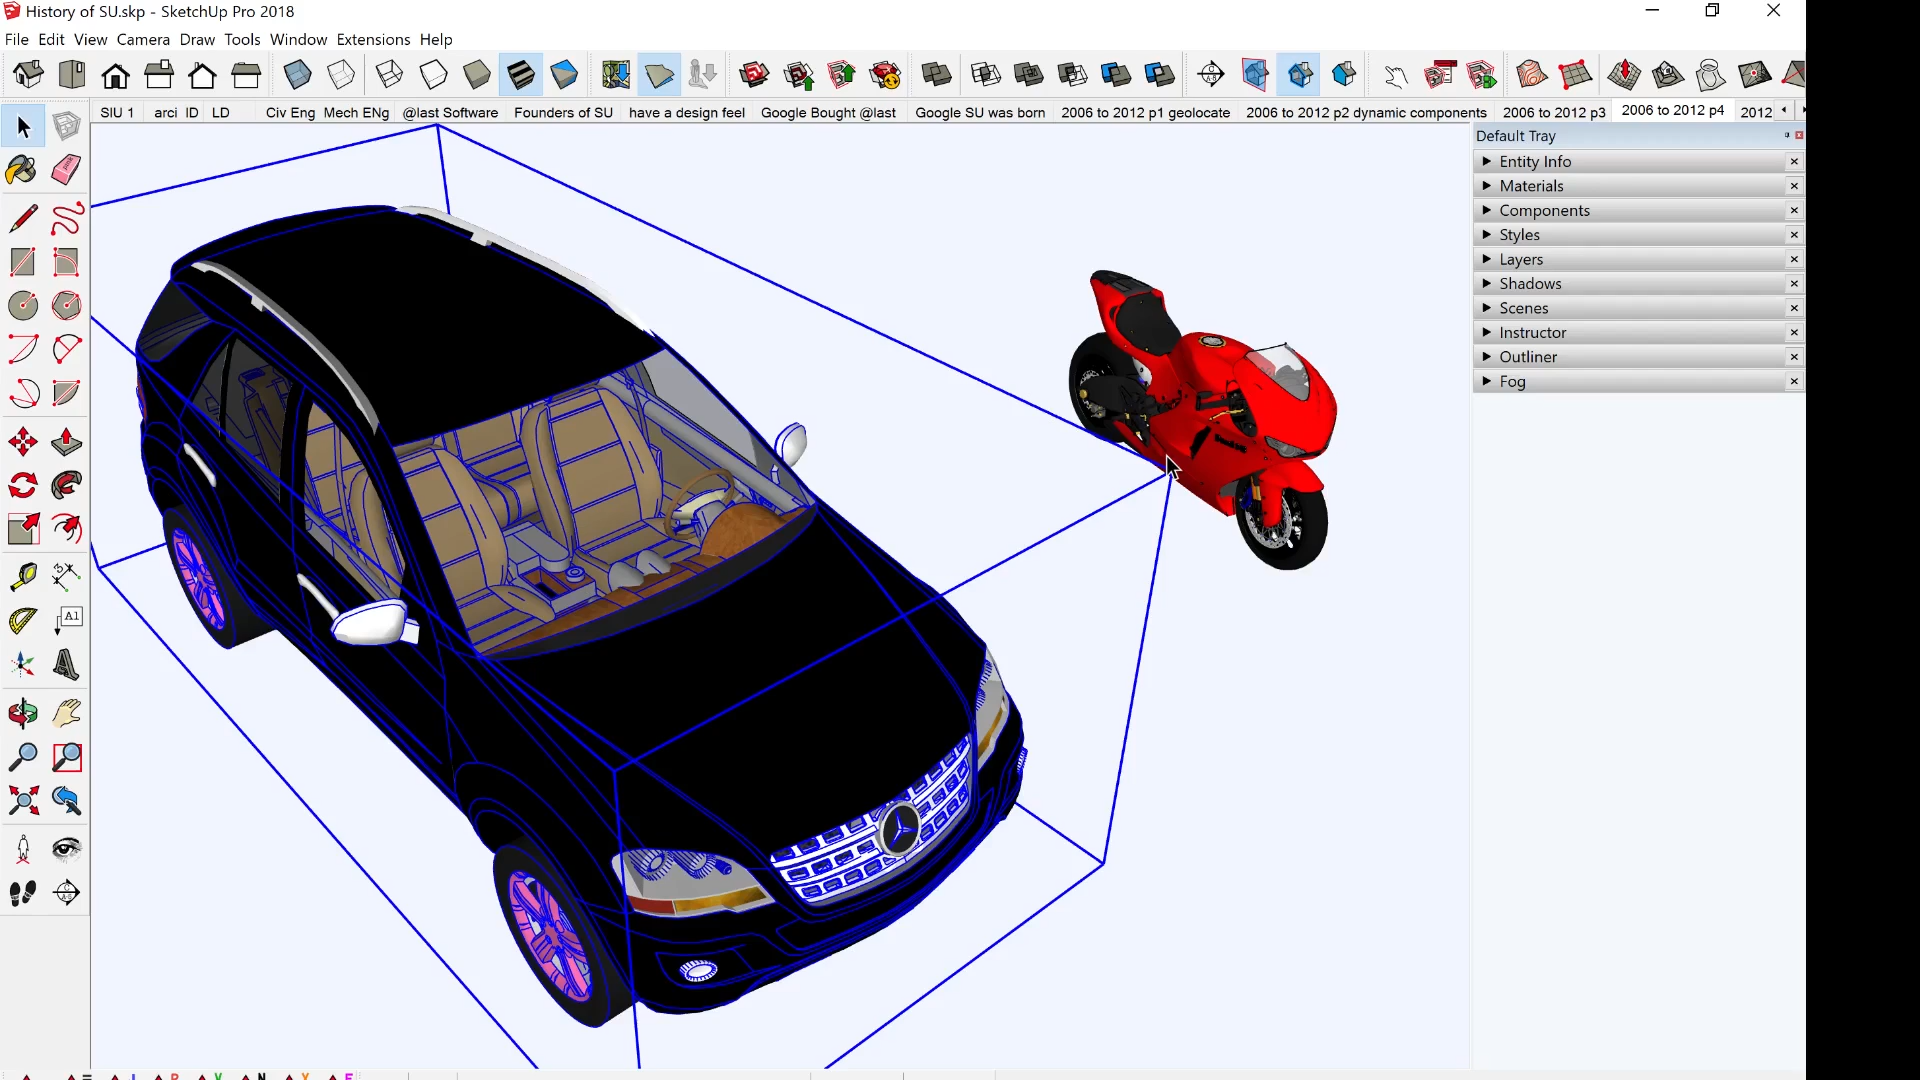 History of SU.skp - SketchUp Pro 2018
File Edit View Camera Draw Tools Window Extensions Help
SIU 1 arci ID LD Civ Eng Mech ENg @last Software Founders of SU have a design feel Google Bought @last Google SU was born 2006 to 2012 p1 geolocate 2006 to 2012 p2 dynamic components 2006 to 2012 p3 2006 to 2012 p4 2012
Default Tray
Entity Info
Materials
Components
Styles
Layers
Shadows
Scenes
Instructor
Outliner
Fog
A1